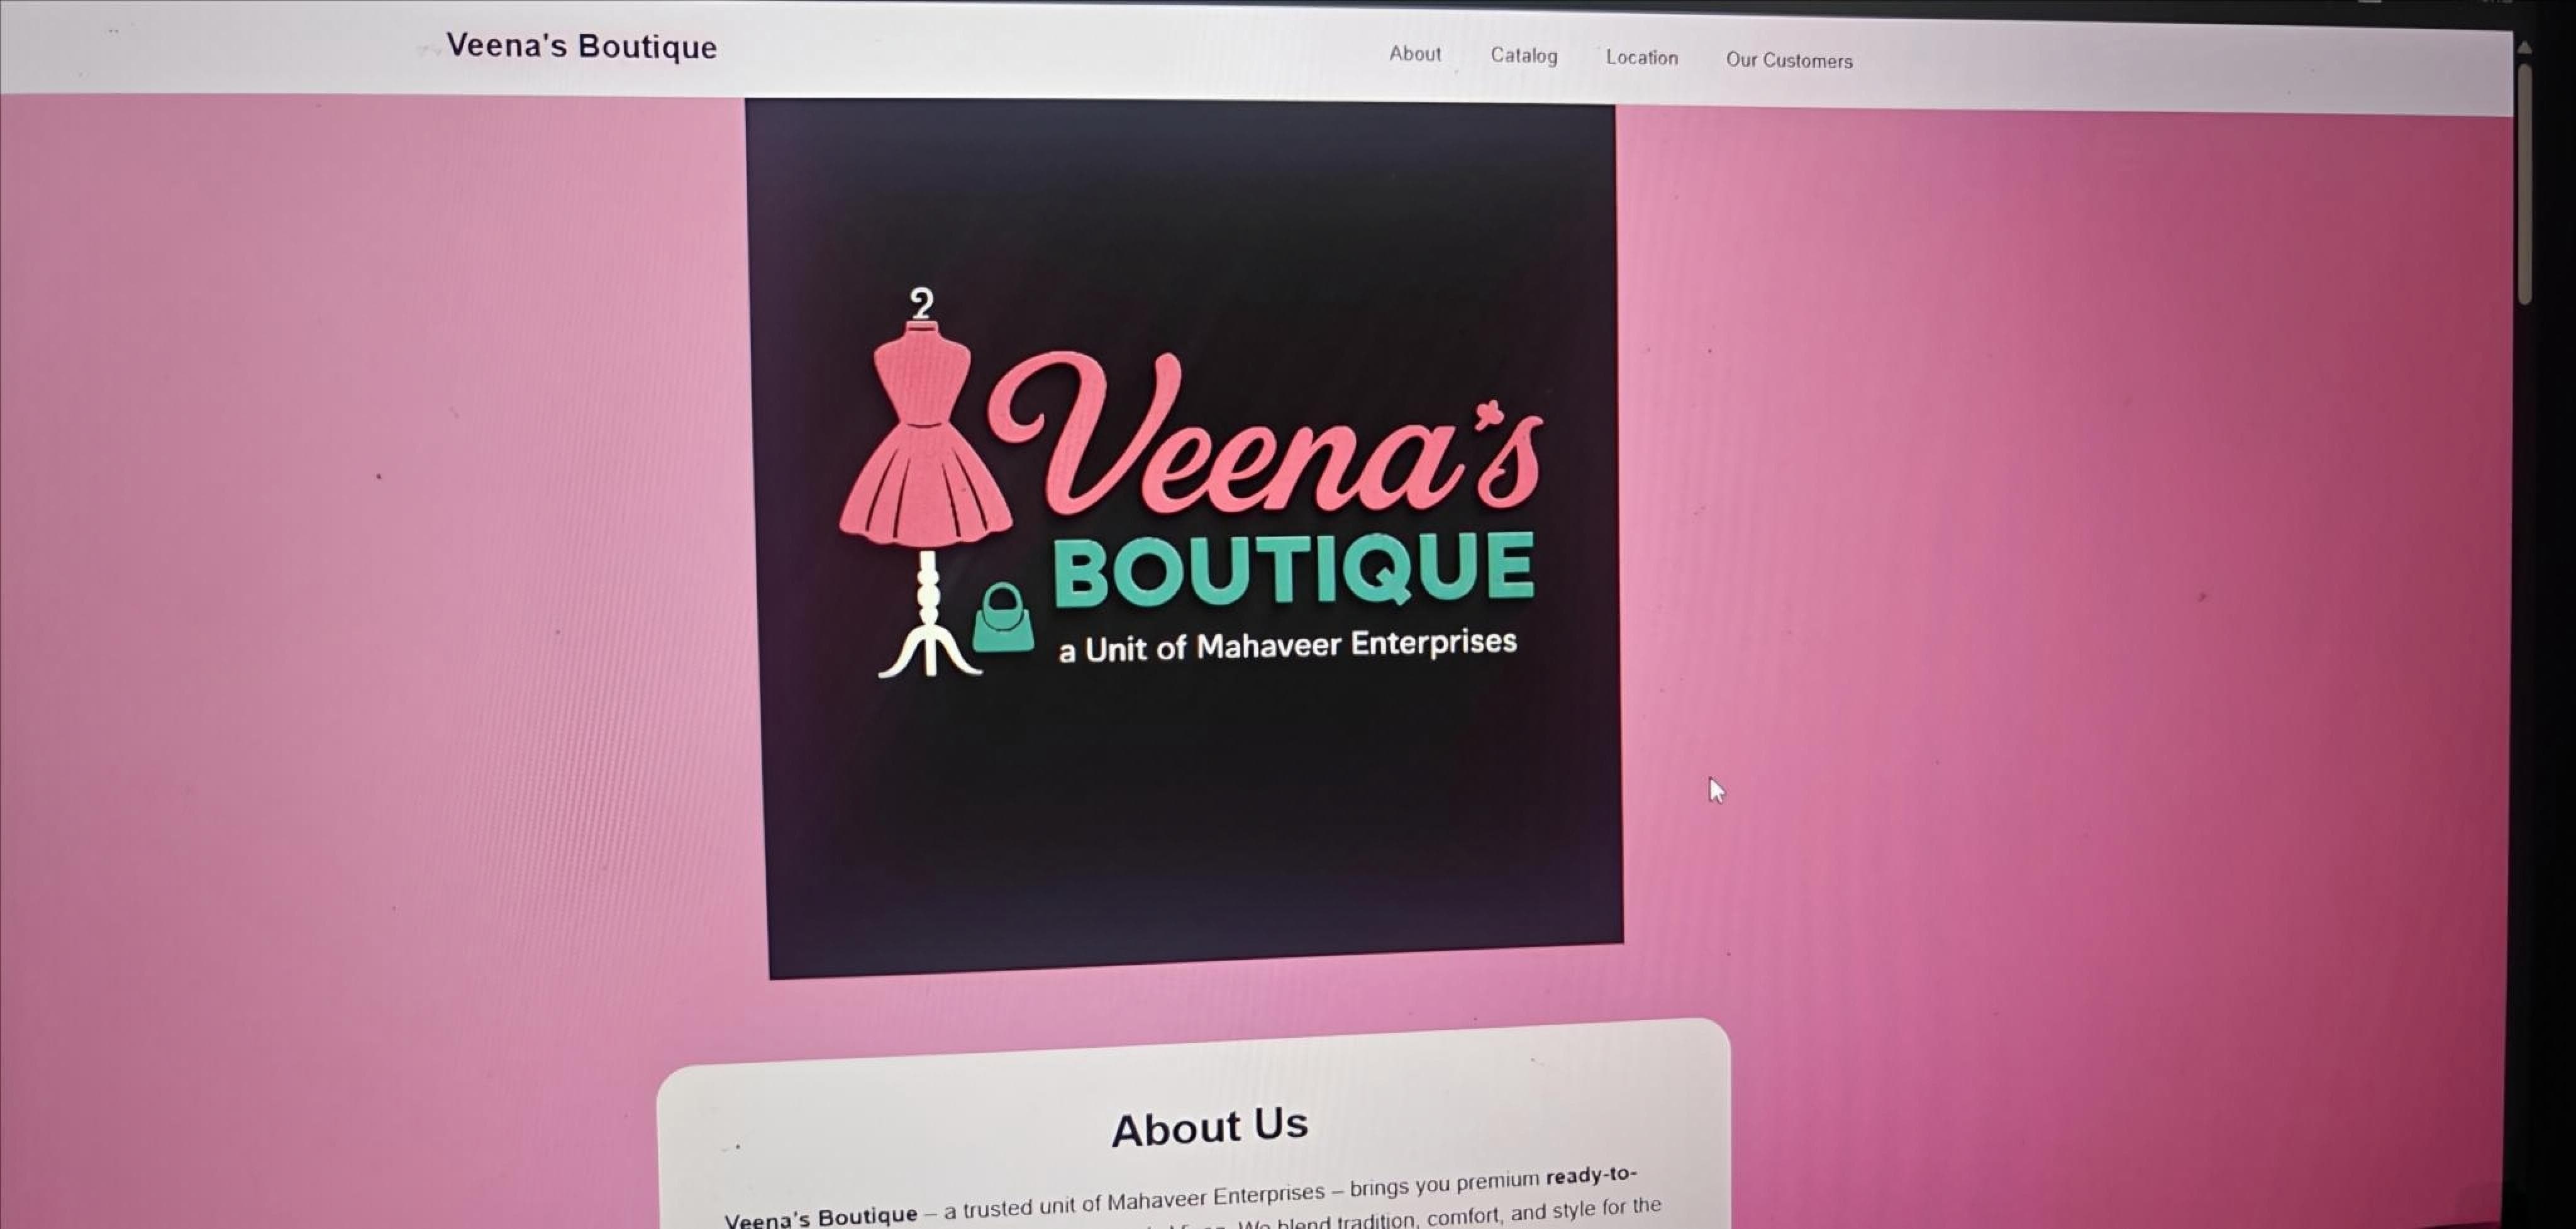 Veena's Boutique
About Catalog Location Our Customers
Veena's
BOUTIQUE
a Unit of Mahaveer Enterprises
About Us
Veena's Boutique – a trusted unit of Mahaveer Enterprises – brings you premium ready-to-
We blend tradition, comfort, and style for the